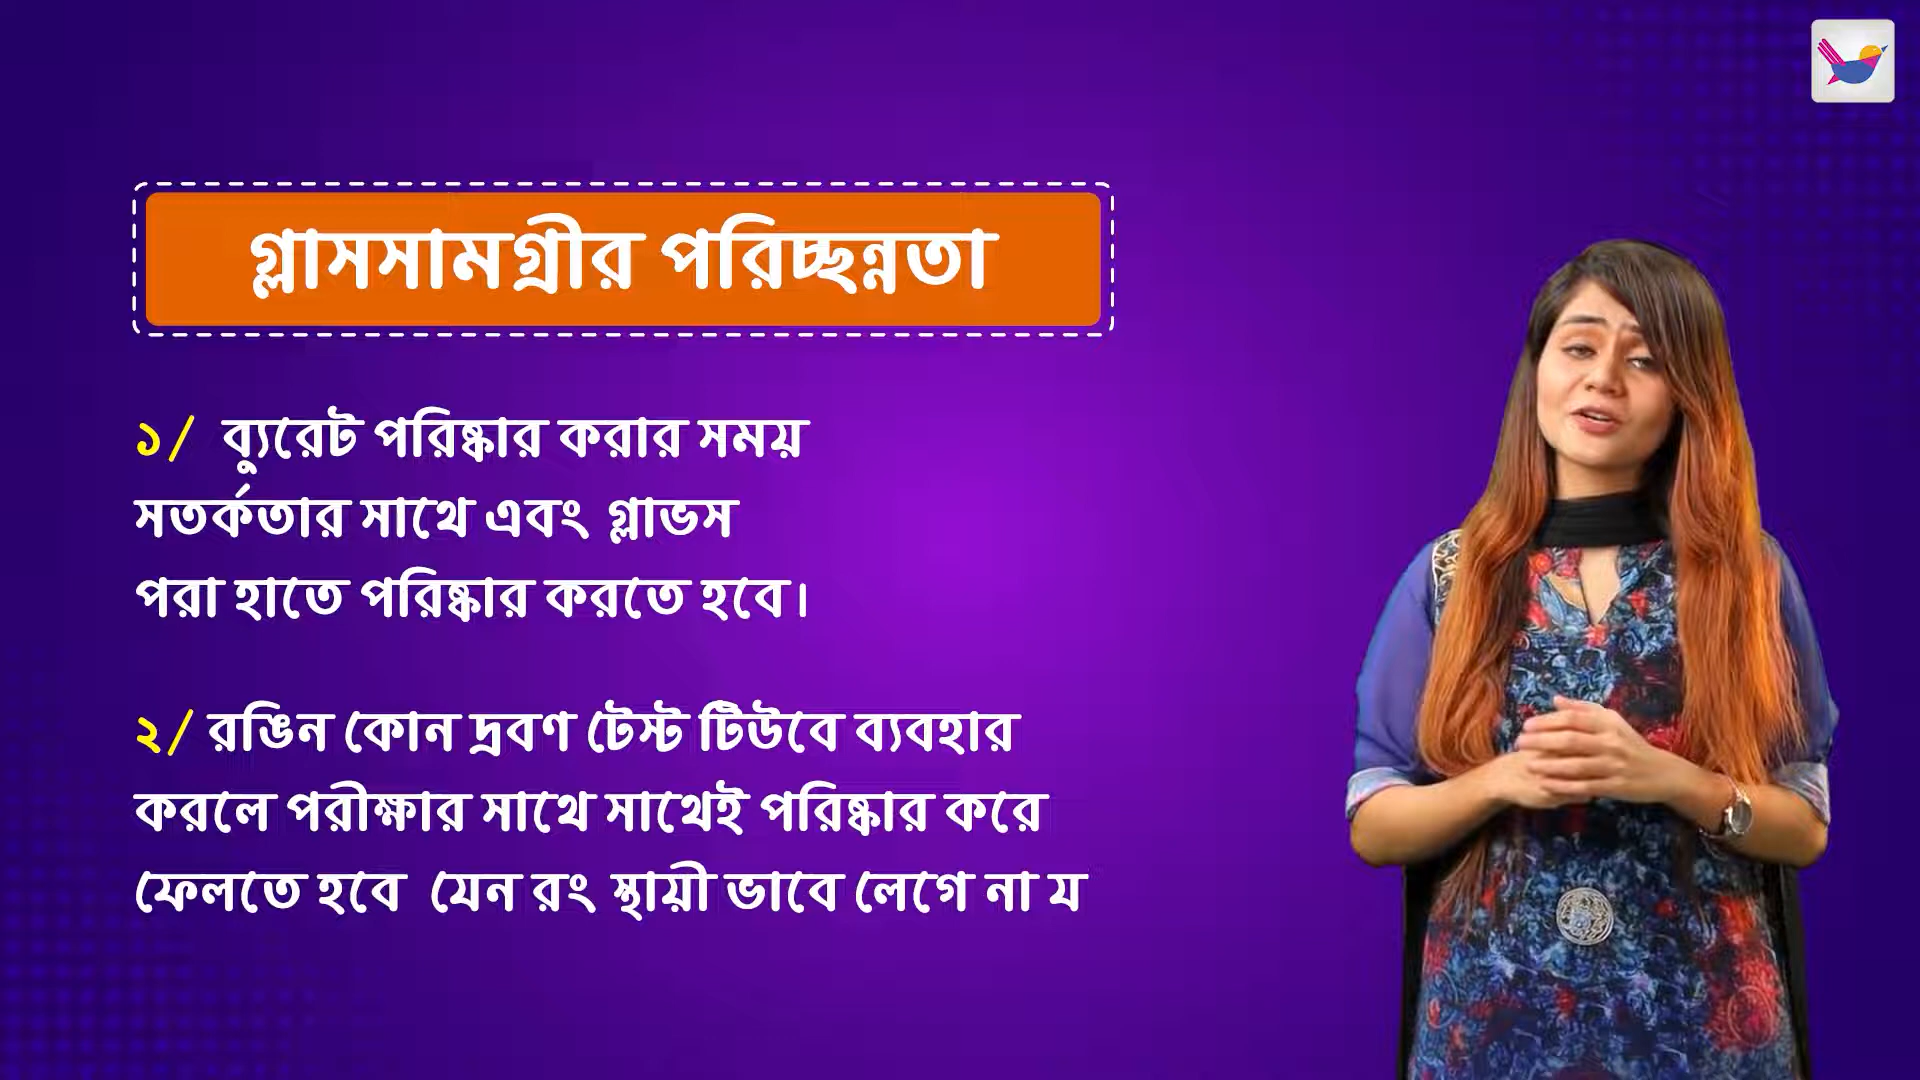 গ্লাসসামগ্রীর পরিচ্ছন্নতা
১/ ব্যুরেট পরিষ্কার করার সময়
সতর্কতার সাথে এবং গ্লাভস
পরা হাতে পরিষ্কার করতে হবে।
২/ রঙিন কোন দ্রবণ টেস্ট টিউবে ব্যবহার
করলে পরীক্ষার সাথে সাথেই পরিষ্কার করে
ফেলতে হবে যেন রং স্থায়ী ভাবে লেগে না য